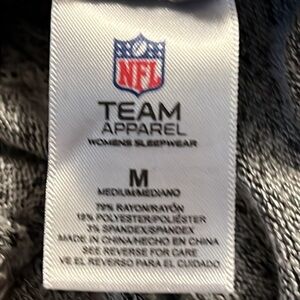 NFL
TEAM
APPAREL
WOMENS SLEEPWEAR
M
MEDIUM/MEDIANO
79% RAYON/RAYÓN
18% POLYESTER/POLIÉSTER
3% SPANDEX/SPANDEX
MADE IN CHINA/HECHO EN CHINA
SEE REVERSE FOR CARE
VE EL REVERSO PARA EL CUIDADO